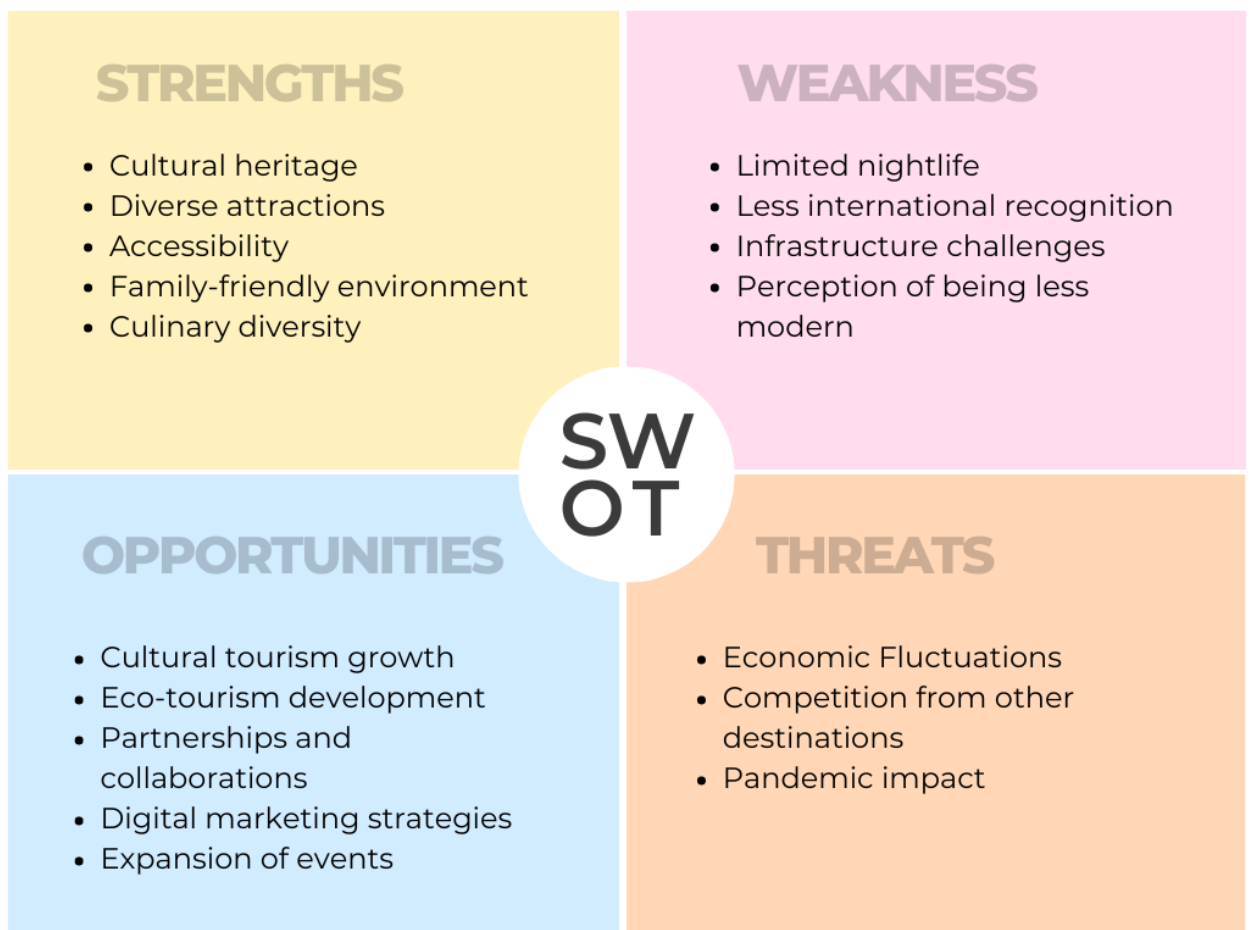 STRENGTHS
• Cultural heritage
• Diverse attractions
• Accessibility
• Family-friendly environment
• Culinary diversity
WEAKNESS
• Limited nightlife
• Less international recognition
• Infrastructure challenges
• Perception of being less
modern
SW
OT
OPPORTUNITIES
• Cultural tourism growth
• Eco-tourism development
• Partnerships and
collaborations
• Digital marketing strategies
• Expansion of events
THREATS
• Economic Fluctuations
• Competition from other
destinations
• Pandemic impact